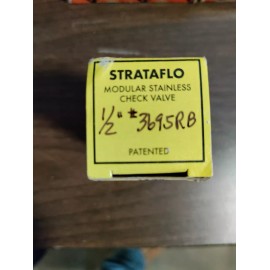 STRATAFLO
MODULAR STAINLESS
CHECK VALVE
1/2" # 3695RB
PATENTED